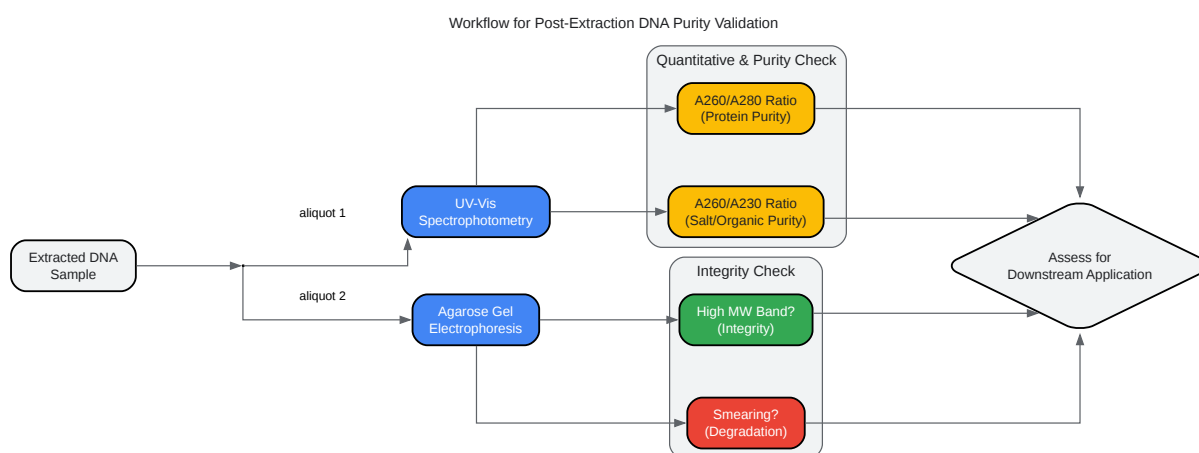 Workflow for Post-Extraction DNA Purity Validation
Quantitative & Purity Check
A260/A280 Ratio
(Protein Purity)
aliquot 1
UV-Vis
Spectrophotometry
A260/A230 Ratio
(Salt/Organic Purity)
Extracted DNA
Sample
Assess for
Downstream Application
Integrity Check
aliquot 2
Agarose Gel
Electrophoresis
High MW Band?
(Integrity)
Smearing?
(Degradation)